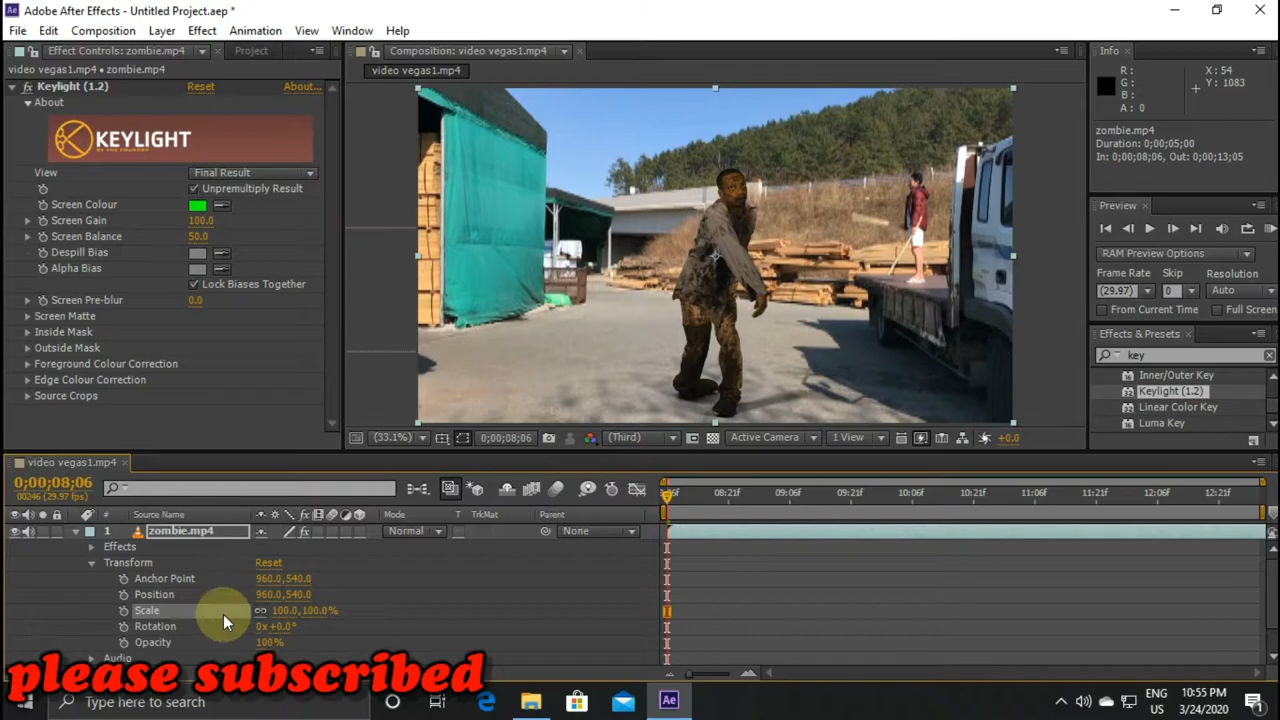 Adobe After Effects - Untitled Project.aep *
File Edit Composition Layer Effect Animation View Window Help
Effect Controls: zombie.mp4
Project
video vegas1.mp4 • zombie.mp4
Keylight (1.2) Reset About...
About
KEYLIGHT
BY THE FOUNDRY
View Final Result
Unpremultiply Result
Screen Colour
Screen Gain 100.0
Screen Balance 50.0
Despill Bias
Alpha Bias
Lock Biases Together
Screen Pre-blur 0.0
Screen Matte
Inside Mask
Outside Mask
Foreground Colour Correction
Edge Colour Correction
Source Crops
Composition: video vegas1.mp4
video vegas1.mp4
(33.1%) 0;00;08;06 (Third) Active Camera 1 View +0.0
Info
R : X : 54
G : Y : 1083
B :
A : 0
zombie.mp4
Duration: 0;00;05;00
In: 0;00;08;06, Out: 0;00;13;05
Preview
RAM Preview Options
Frame Rate Skip Resolution
(29.97) 0 Auto
From Current Time Full Screen
Effects & Presets
key
Inner/Outer Key
Keylight (1.2)
Linear Color Key
Luma Key
video vegas1.mp4
0;00;08;06
00246 (29.97 fps)
08:21f 09:06f 09:21f 10:06f 10:21f 11:06f 11:21f 12:06f 12:21f
# Source Name Mode T TrkMat Parent
1 zombie.mp4 Normal None
Effects
Transform Reset
Anchor Point 960.0,540.0
Position 960.0,540.0
Scale 100.0,100.0%
Rotation 0x+0.0°
Opacity 100%
Audio
please subscribed
Type here to search
ENG
US
10:55 PM
3/24/2020